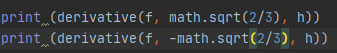 print (derivative(f, math.sqrt(2/3), h))
print (derivative(f, -math.sqrt(2/3), h))